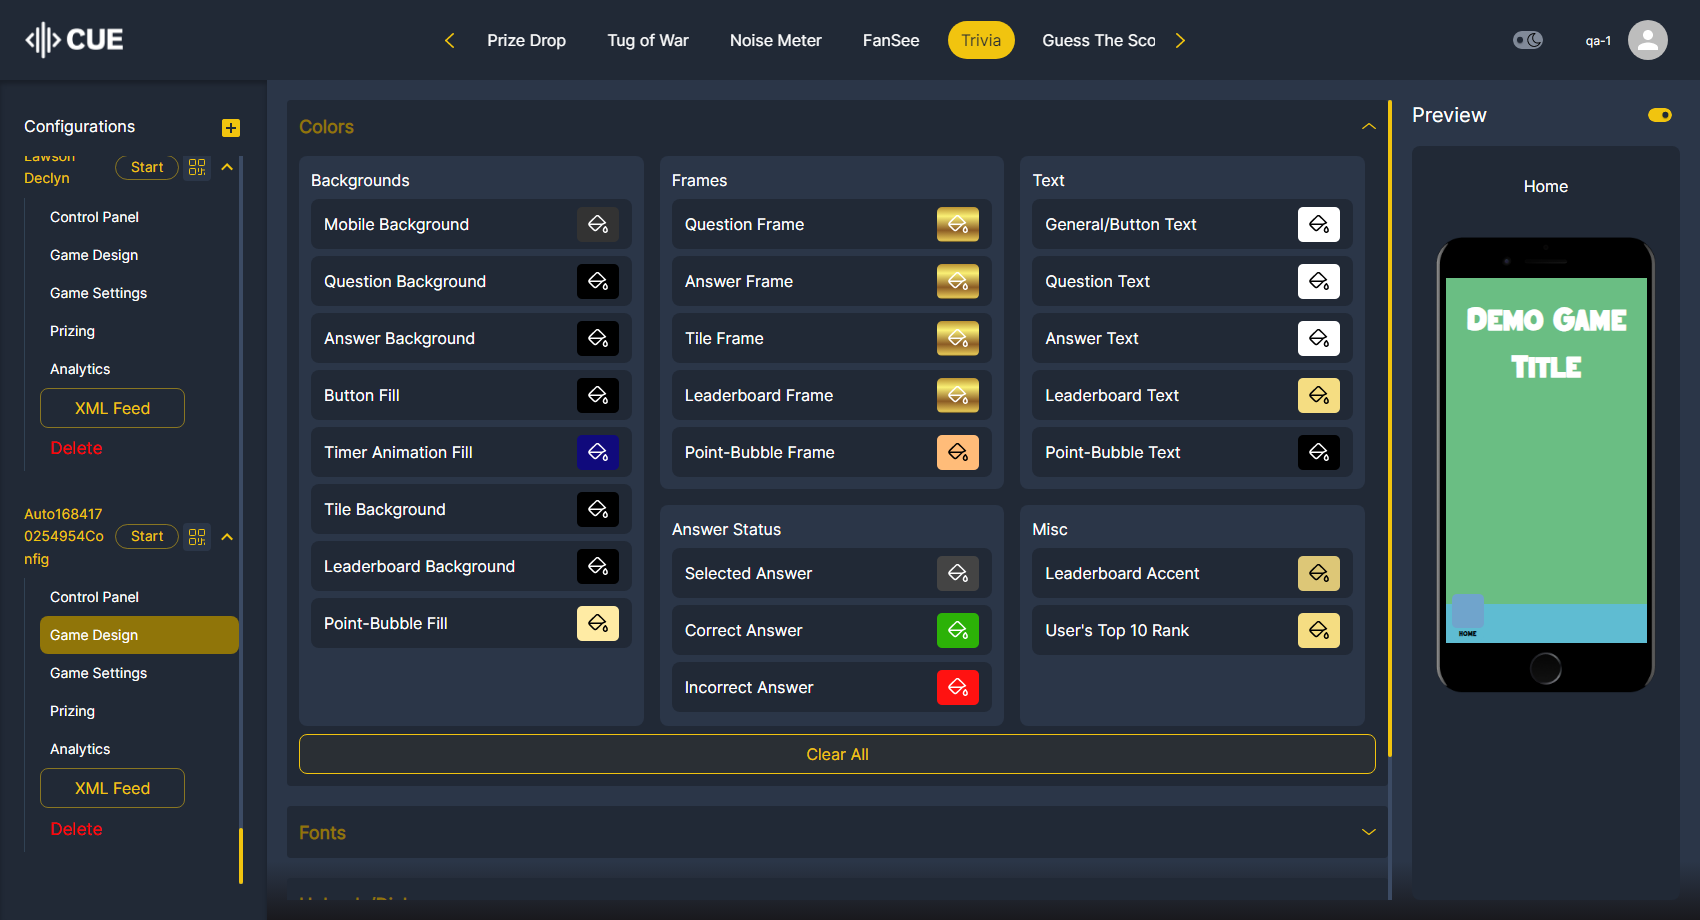 CUE
Prize Drop
Tug of War
Noise Meter
FanSee
Trivia
Guess The Sco
qa-1
Configurations
Lawson
Declyn
Start
Control Panel
Game Design
Game Settings
Prizing
Analytics
XML Feed
Delete
Auto168417
0254954Co
nfig
Start
Control Panel
Game Design
Game Settings
Prizing
Analytics
XML Feed
Delete
Colors
Backgrounds
Mobile Background
Question Background
Answer Background
Button Fill
Timer Animation Fill
Tile Background
Leaderboard Background
Point-Bubble Fill
Frames
Question Frame
Answer Frame
Tile Frame
Leaderboard Frame
Point-Bubble Frame
Text
General/Button Text
Question Text
Answer Text
Leaderboard Text
Point-Bubble Text
Answer Status
Selected Answer
Correct Answer
Incorrect Answer
Misc
Leaderboard Accent
User's Top 10 Rank
Clear All
Fonts
Preview
Home
DEMO GAME
TITLE
HOME